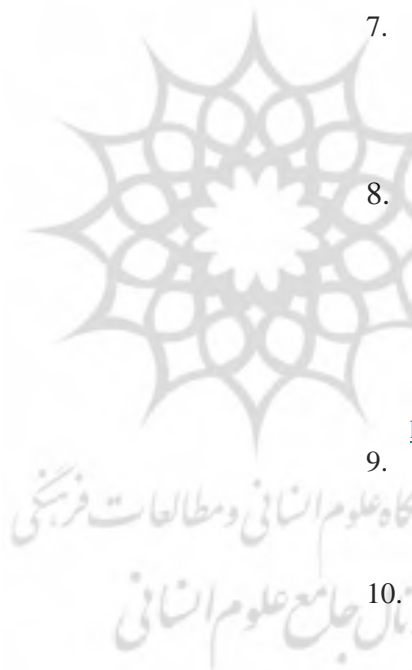 7.
8.
9.
علوم انسانی و مطالعات فرهنگی
10.
جامع علوم انسانی